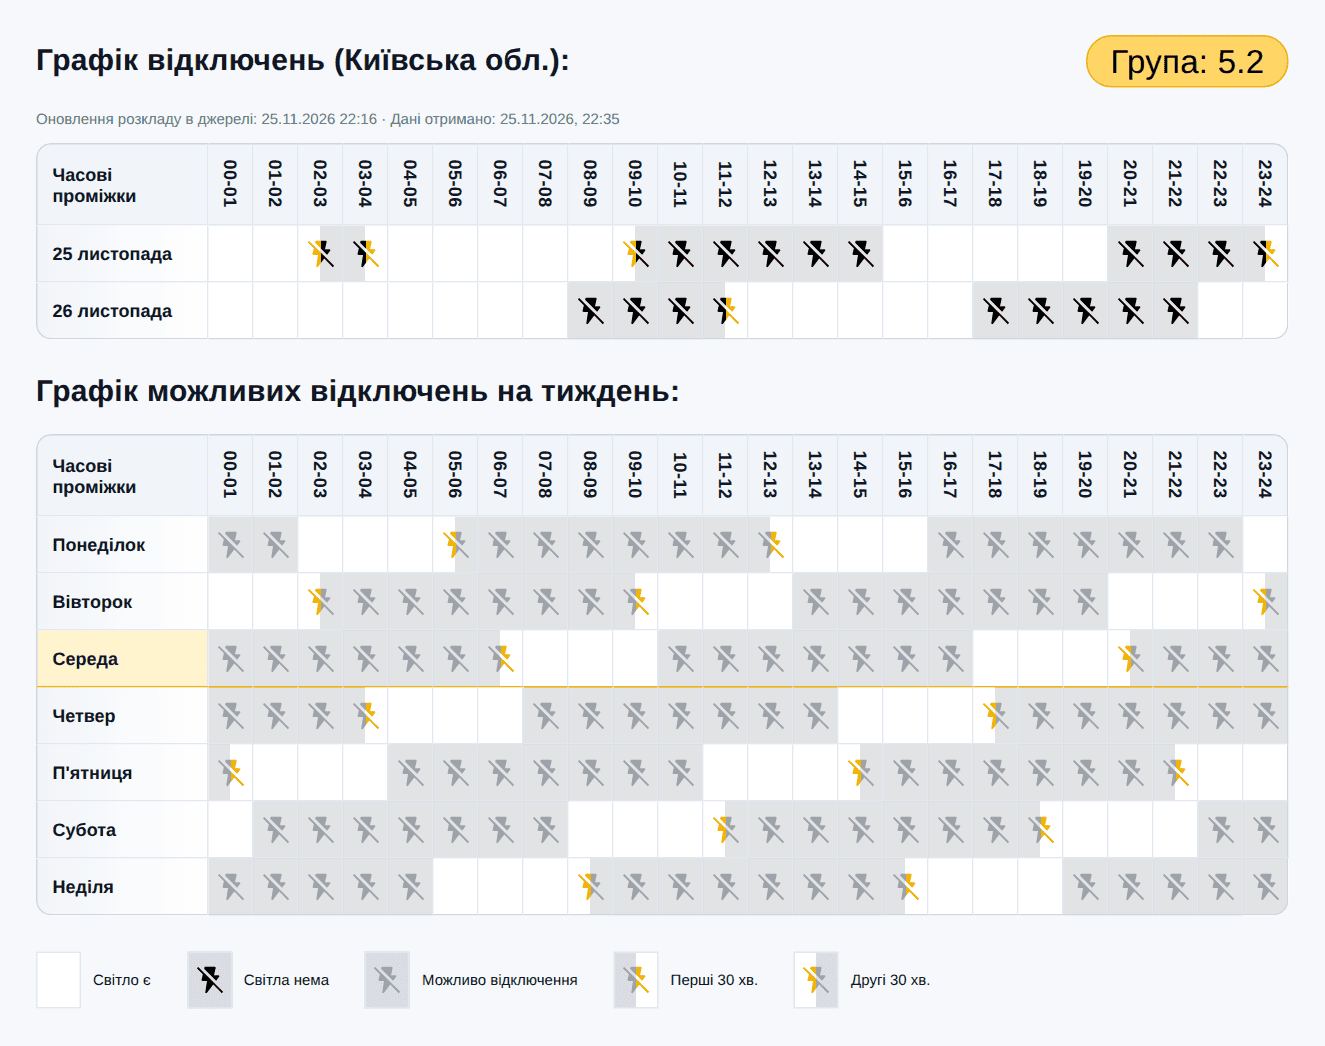 Графік відключень (Київська обл.):
Група: 5.2
Оновлення розкладу в джерелі: 25.11.2026 22:16 · Дані отримано: 25.11.2026, 22:35
Часові
проміжки
00-01 01-02 02-03 03-04 04-05 05-06 06-07 07-08 08-09 09-10 10-11 11-12 12-13 13-14 14-15 15-16 16-17 17-18 18-19 19-20 20-21 21-22 22-23 23-24
25 листопада
26 листопада
Графік можливих відключень на тиждень:
Часові
проміжки
00-01 01-02 02-03 03-04 04-05 05-06 06-07 07-08 08-09 09-10 10-11 11-12 12-13 13-14 14-15 15-16 16-17 17-18 18-19 19-20 20-21 21-22 22-23 23-24
Понеділок
Вівторок
Середа
Четвер
П'ятниця
Субота
Неділя
Світло є
Світла нема
Можливо відключення
Перші 30 хв.
Другі 30 хв.